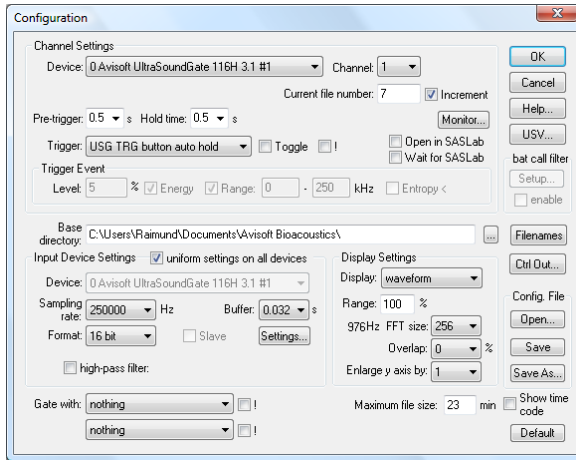 Configuration
Channel Settings
Device: 0 Avisoft UltraSoundGate 116H 3.1 #1 Channel: 1
OK
Current file number: 7 Increment
Cancel
Pre-trigger: 0.5 s Hold time: 0.5 s Monitor...
Help...
Trigger: USG TRG button auto hold Toggle ! Open in SASLab
USV...
Wait for SASLab
bat call filter
Trigger Event
Setup...
Level: 5 % Energy Range: 0 - 250 kHz Entropy <
enable
Base directory: C:\Users\Raimund\Documents\Avisoft Bioacoustics\ ...
Filenames
Input Device Settings uniform settings on all devices
Display Settings
Ctrl Out...
Device: 0 Avisoft UltraSoundGate 116H 3.1 #1
Display: waveform
Sampling rate: 250000 Hz Buffer: 0.032 s
Range: 100 %
Config. File
Format: 16 bit Slave Settings...
976Hz FFT size: 256
Open...
Overlap: 0 %
Save
high-pass filter:
Enlarge y axis by: 1
Save As...
Gate with: nothing !
Maximum file size: 23 min
Show time code
nothing !
Default